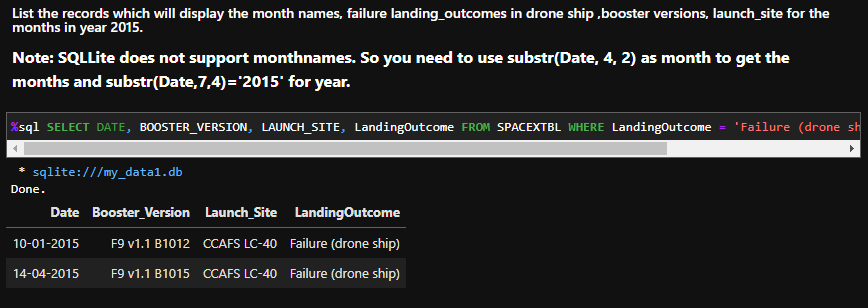 List the records which will display the month names, failure landing_outcomes in drone ship ,booster versions, launch_site for the
months in year 2015.
Note: SQLLite does not support monthnames. So you need to use substr(Date, 4, 2) as month to get the
months and substr(Date,7,4)='2015' for year.
%sql SELECT DATE, BOOSTER_VERSION, LAUNCH_SITE, LandingOutcome FROM SPACEXTBL WHERE LandingOutcome = 'Failure (drone sh
* sqlite:///my_data1.db
Done.
Date Booster_Version Launch_Site LandingOutcome
10-01-2015 F9 v1.1 B1012 CCAFS LC-40 Failure (drone ship)
14-04-2015 F9 v1.1 B1015 CCAFS LC-40 Failure (drone ship)